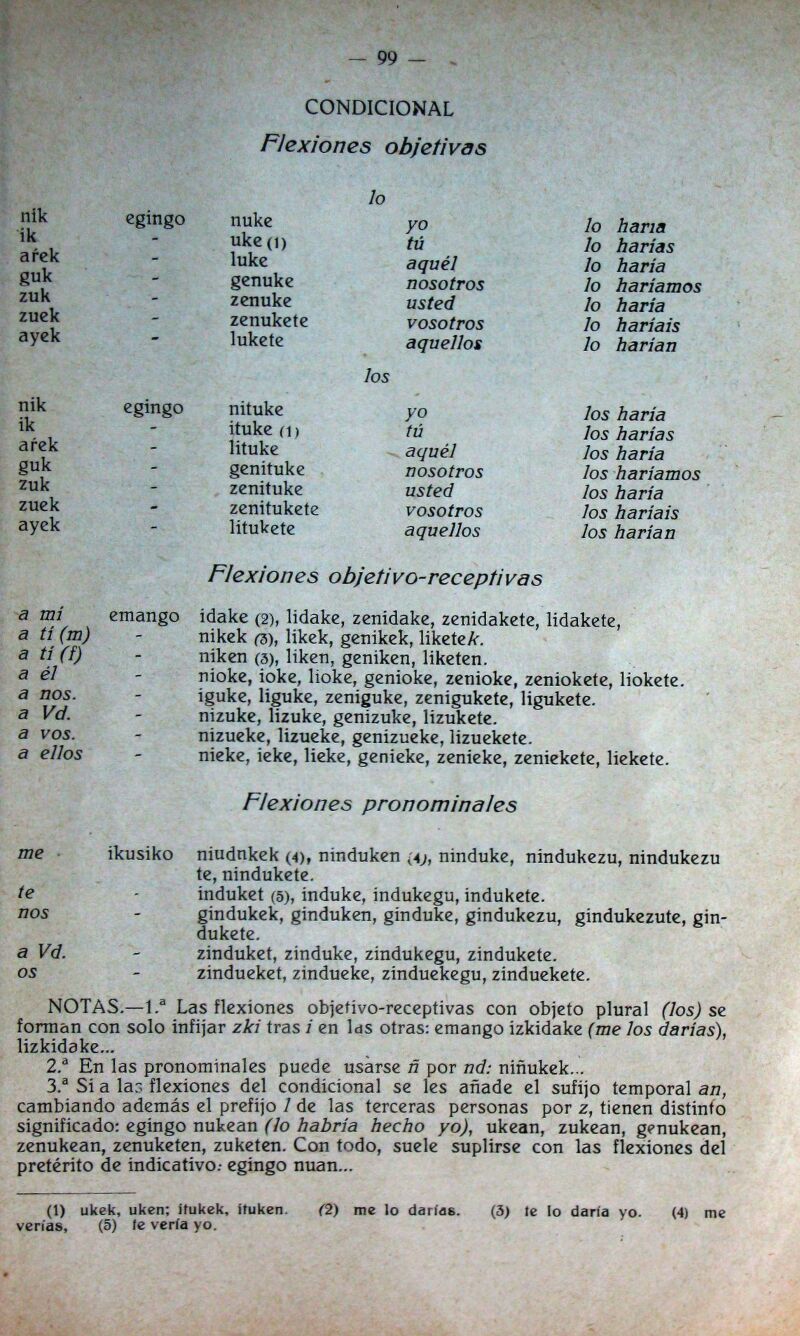 — 99 —
CONDICIONAL
Flexiones objetivas
lo
nik egingo nuke yo lo haria
ik - uke (1) tú lo harías
ar̃ek - luke aquél lo haría
guk - genuke nosotros lo haríamos
zuk - zenuke usted lo haría
zuek - zenukete vosotros lo haríais
ayek - lukete aquellos lo harían
los
nik egingo nituke yo los haría
ik - ituke (1) tú los harías
ar̃ek - lituke aquél los haría
guk - genituke nosotros los haríamos
zuk - zenituke usted los haría
zuek - zenitukete vosotros los haríais
ayek - litukete aquellos los harían
Flexiones objetivo-receptivas
a mí emango idake (2), lidake, zenidake, zenidakete, lidakete,
a tí (m) - nikek (3), likek, genikek, liketek.
a tí (f) - niken (3), liken, geniken, liketen.
a él - nioke, ioke, lioke, genioke, zenioke, zeniokete, liokete.
a nos. - iguke, liguke, zeniguke, zenigukete, ligukete.
a Vd. - nizuke, lizuke, genizuke, lizukete.
a vos. - nizueke, lizueke, genizueke, lizuekete.
a ellos - nieke, ieke, lieke, genieke, zenieke, zeniekete, liekete.
Flexiones pronominales
me ikusiko niudnkek (4), ninduken (4), ninduke, nindukezu, nindukezu
te, nindukete.
te - induket (5), induke, indukegu, indukete.
nos - gindukek, ginduken, ginduke, gindukezu, gindukezute, gin-
dukete.
a Vd. - zinduket, zinduke, zindukegu, zindukete.
os - zindueket, zindueke, zinduekegu, zinduekete.
NOTAS.—1.ª Las flexiones objetivo-receptivas con objeto plural (los) se
forman con solo infijar zki tras i en las otras: emango izkidake (me los darías),
lizkidake...
2.ª En las pronominales puede usarse ñ por nd: niñukek...
3.ª Si a las flexiones del condicional se les añade el sufijo temporal an,
cambiando además el prefijo l de las terceras personas por z, tienen distinto
significado: egingo nukean (lo habría hecho yo), ukean, zukean, genukean,
zenukean, zenuketen, zuketen. Con todo, suele suplirse con las flexiones del
pretérito de indicativo: egingo nuan...
(1) ukek, uken; itukek, ituken. (2) me lo darías. (3) te lo daría yo. (4) me
verías, (5) te vería yo.